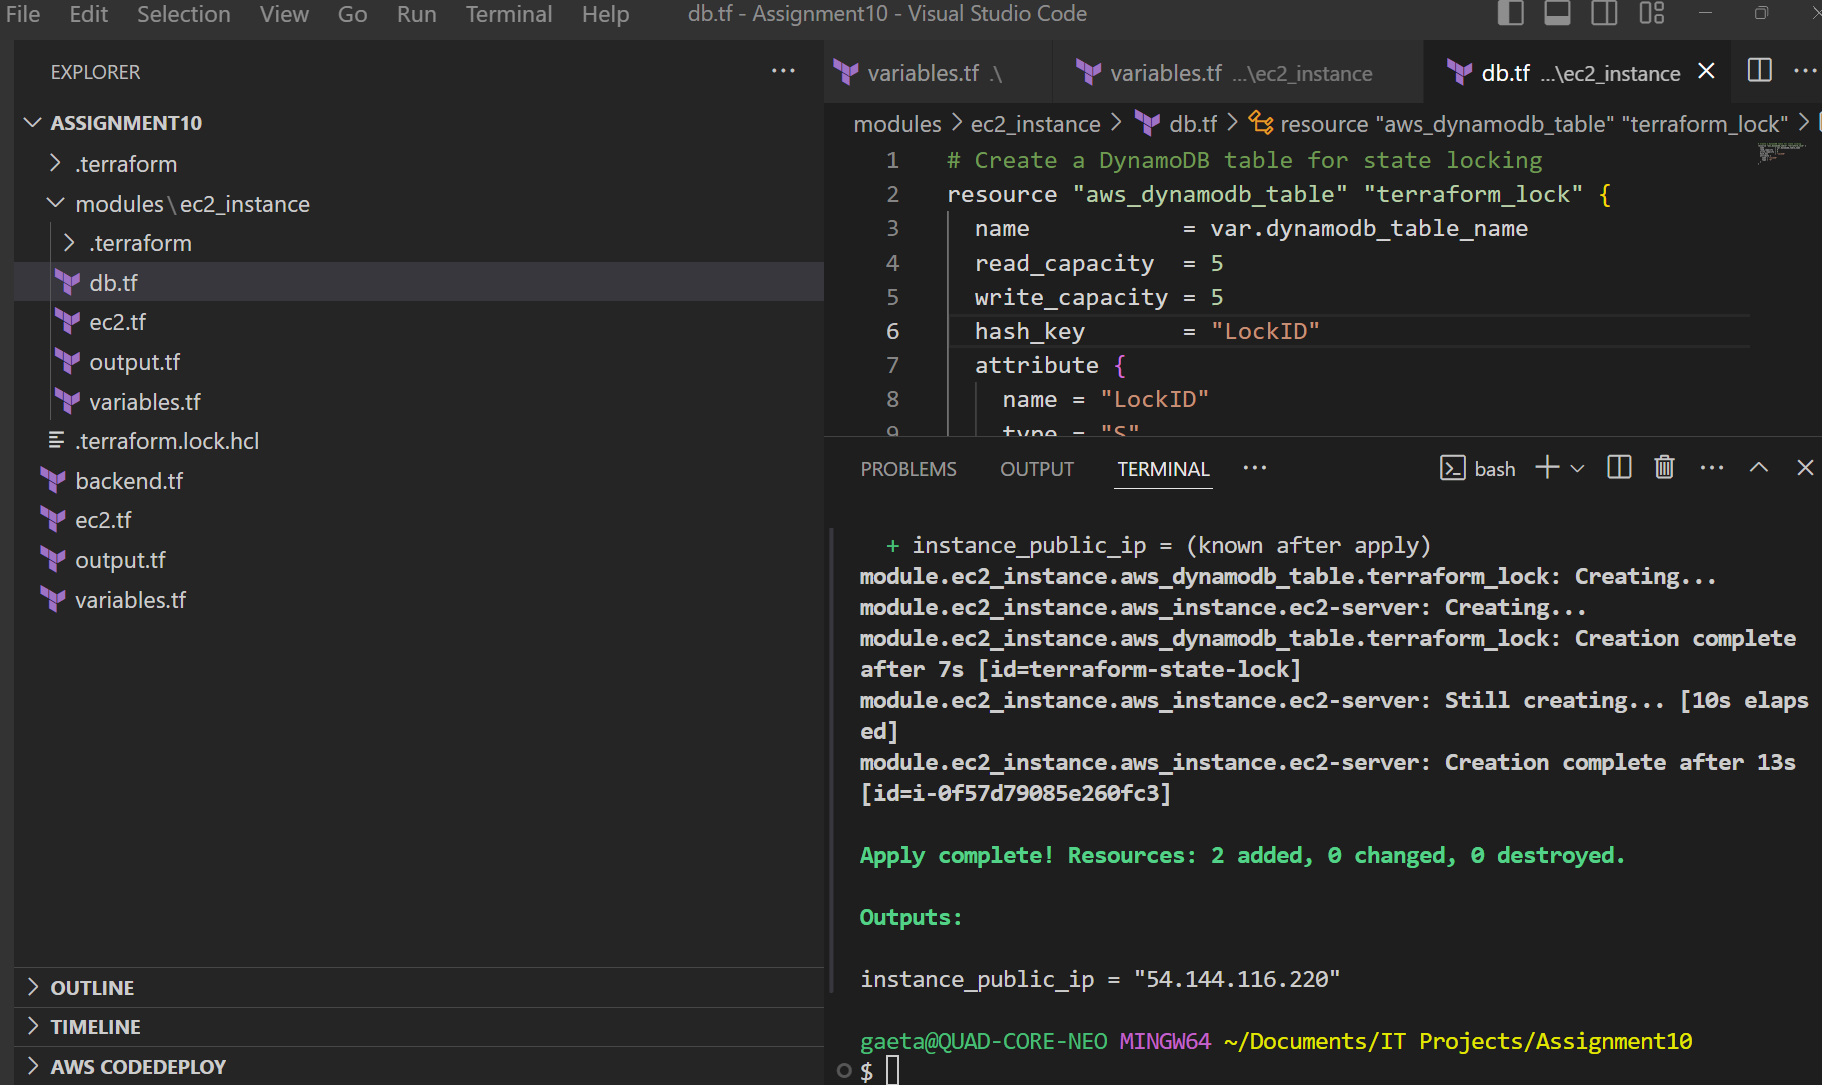 File Edit Selection View Go Run Terminal Help db.tf - Assignment10 - Visual Studio Code
EXPLORER
ASSIGNMENT10
.terraform
modules\ec2_instance
.terraform
db.tf
ec2.tf
output.tf
variables.tf
.terraform.lock.hcl
backend.tf
ec2.tf
output.tf
variables.tf
OUTLINE
TIMELINE
AWS CODEDEPLOY
variables.tf .\ variables.tf ...\ec2_instance db.tf ...\ec2_instance
modules > ec2_instance > db.tf > resource "aws_dynamodb_table" "terraform_lock" >
1 # Create a DynamoDB table for state locking
2 resource "aws_dynamodb_table" "terraform_lock" {
3 name = var.dynamodb_table_name
4 read_capacity = 5
5 write_capacity = 5
6 hash_key = "LockID"
7 attribute {
8 name = "LockID"
9 type = "S"
PROBLEMS OUTPUT TERMINAL ... bash
+ instance_public_ip = (known after apply)
module.ec2_instance.aws_dynamodb_table.terraform_lock: Creating...
module.ec2_instance.aws_instance.ec2-server: Creating...
module.ec2_instance.aws_dynamodb_table.terraform_lock: Creation complete
after 7s [id=terraform-state-lock]
module.ec2_instance.aws_instance.ec2-server: Still creating... [10s elaps
ed]
module.ec2_instance.aws_instance.ec2-server: Creation complete after 13s
[id=i-0f57d79085e260fc3]
Apply complete! Resources: 2 added, 0 changed, 0 destroyed.
Outputs:
instance_public_ip = "54.144.116.220"
gaeta@QUAD-CORE-NEO MINGW64 ~/Documents/IT Projects/Assignment10
$